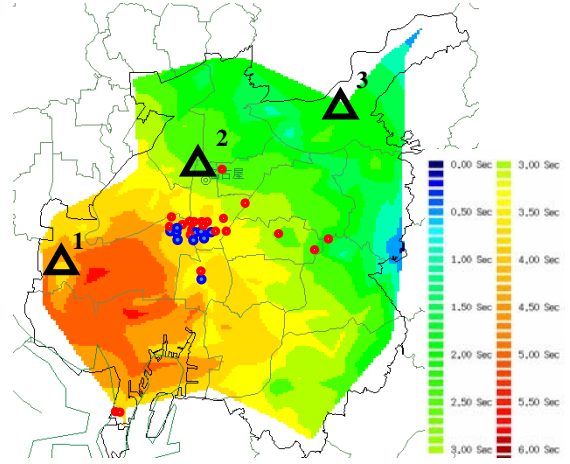 3
2
名古屋
1
0.00 Sec 3.00 Sec
0.50 Sec 3.50 Sec
1.00 Sec 4.00 Sec
1.50 Sec 4.50 Sec
2.00 Sec 5.00 Sec
2.50 Sec 5.50 Sec
3.00 Sec 6.00 Sec